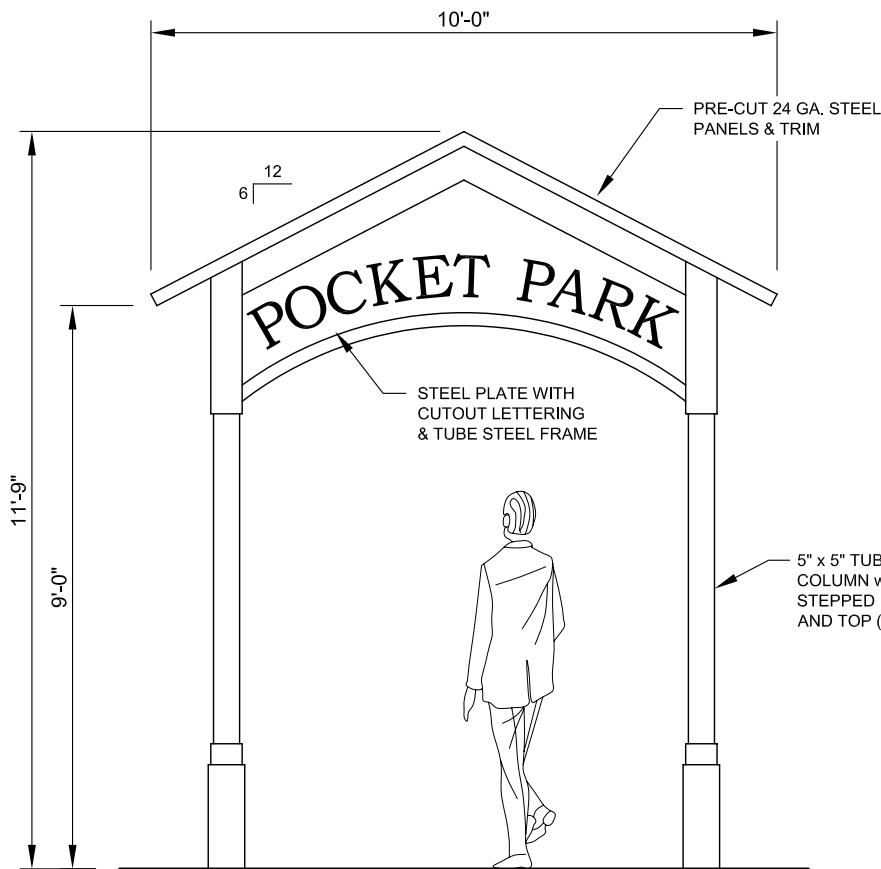 10'-0"
PRE-CUT 24 GA. STEEL
PANELS & TRIM
12
6
POCKET PARK
STEEL PLATE WITH
CUTOUT LETTERING
& TUBE STEEL FRAME
11'-9"
9'-0"
5" x 5" TUB
COLUMN w
STEPPED
AND TOP (